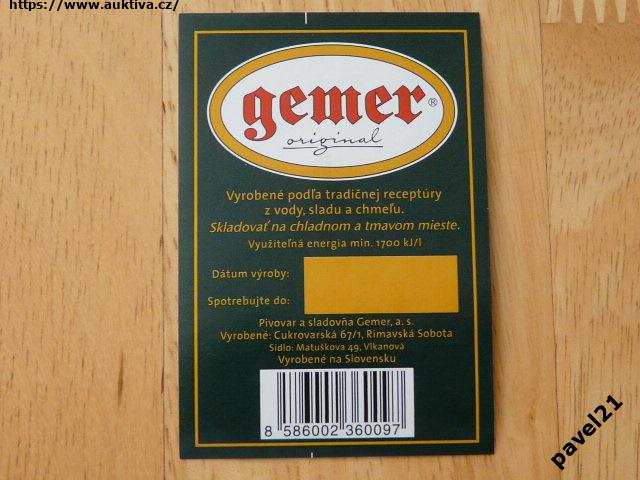 https://www.auktiva.cz/
gemer®
original
Vyrobené podľa tradičnej receptúry
z vody, sladu a chmeľu.
Skladovať na chladnom a tmavom mieste.
Využiteľná energia min. 1700 kJ/l
Dátum výroby:
Spotrebujte do:
Pivovar a sladovňa Gemer, a. s.
Vyrobené: Cukrovarská 67/1, Rimavská Sobota
Sídlo: Matuškova 49, Vlkanová
Vyrobené na Slovensku
8 586002 360097
pavel21